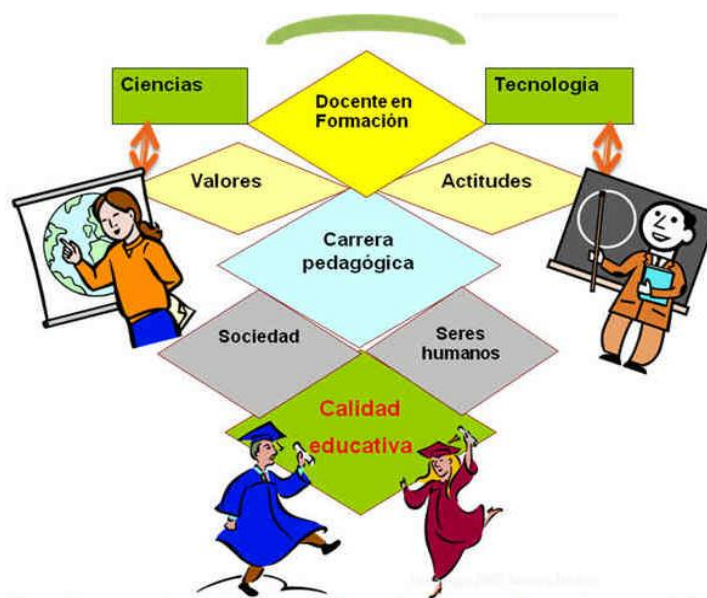 Ciencias
Docente en
Formación
Tecnología
Valores
Actitudes
Carrera
pedagógica
Sociedad
Seres
humanos
Calidad
educativa